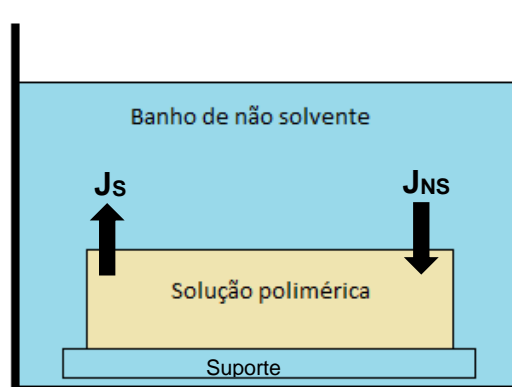 Banho de não solvente
Js JNS
Solução polimérica
Suporte